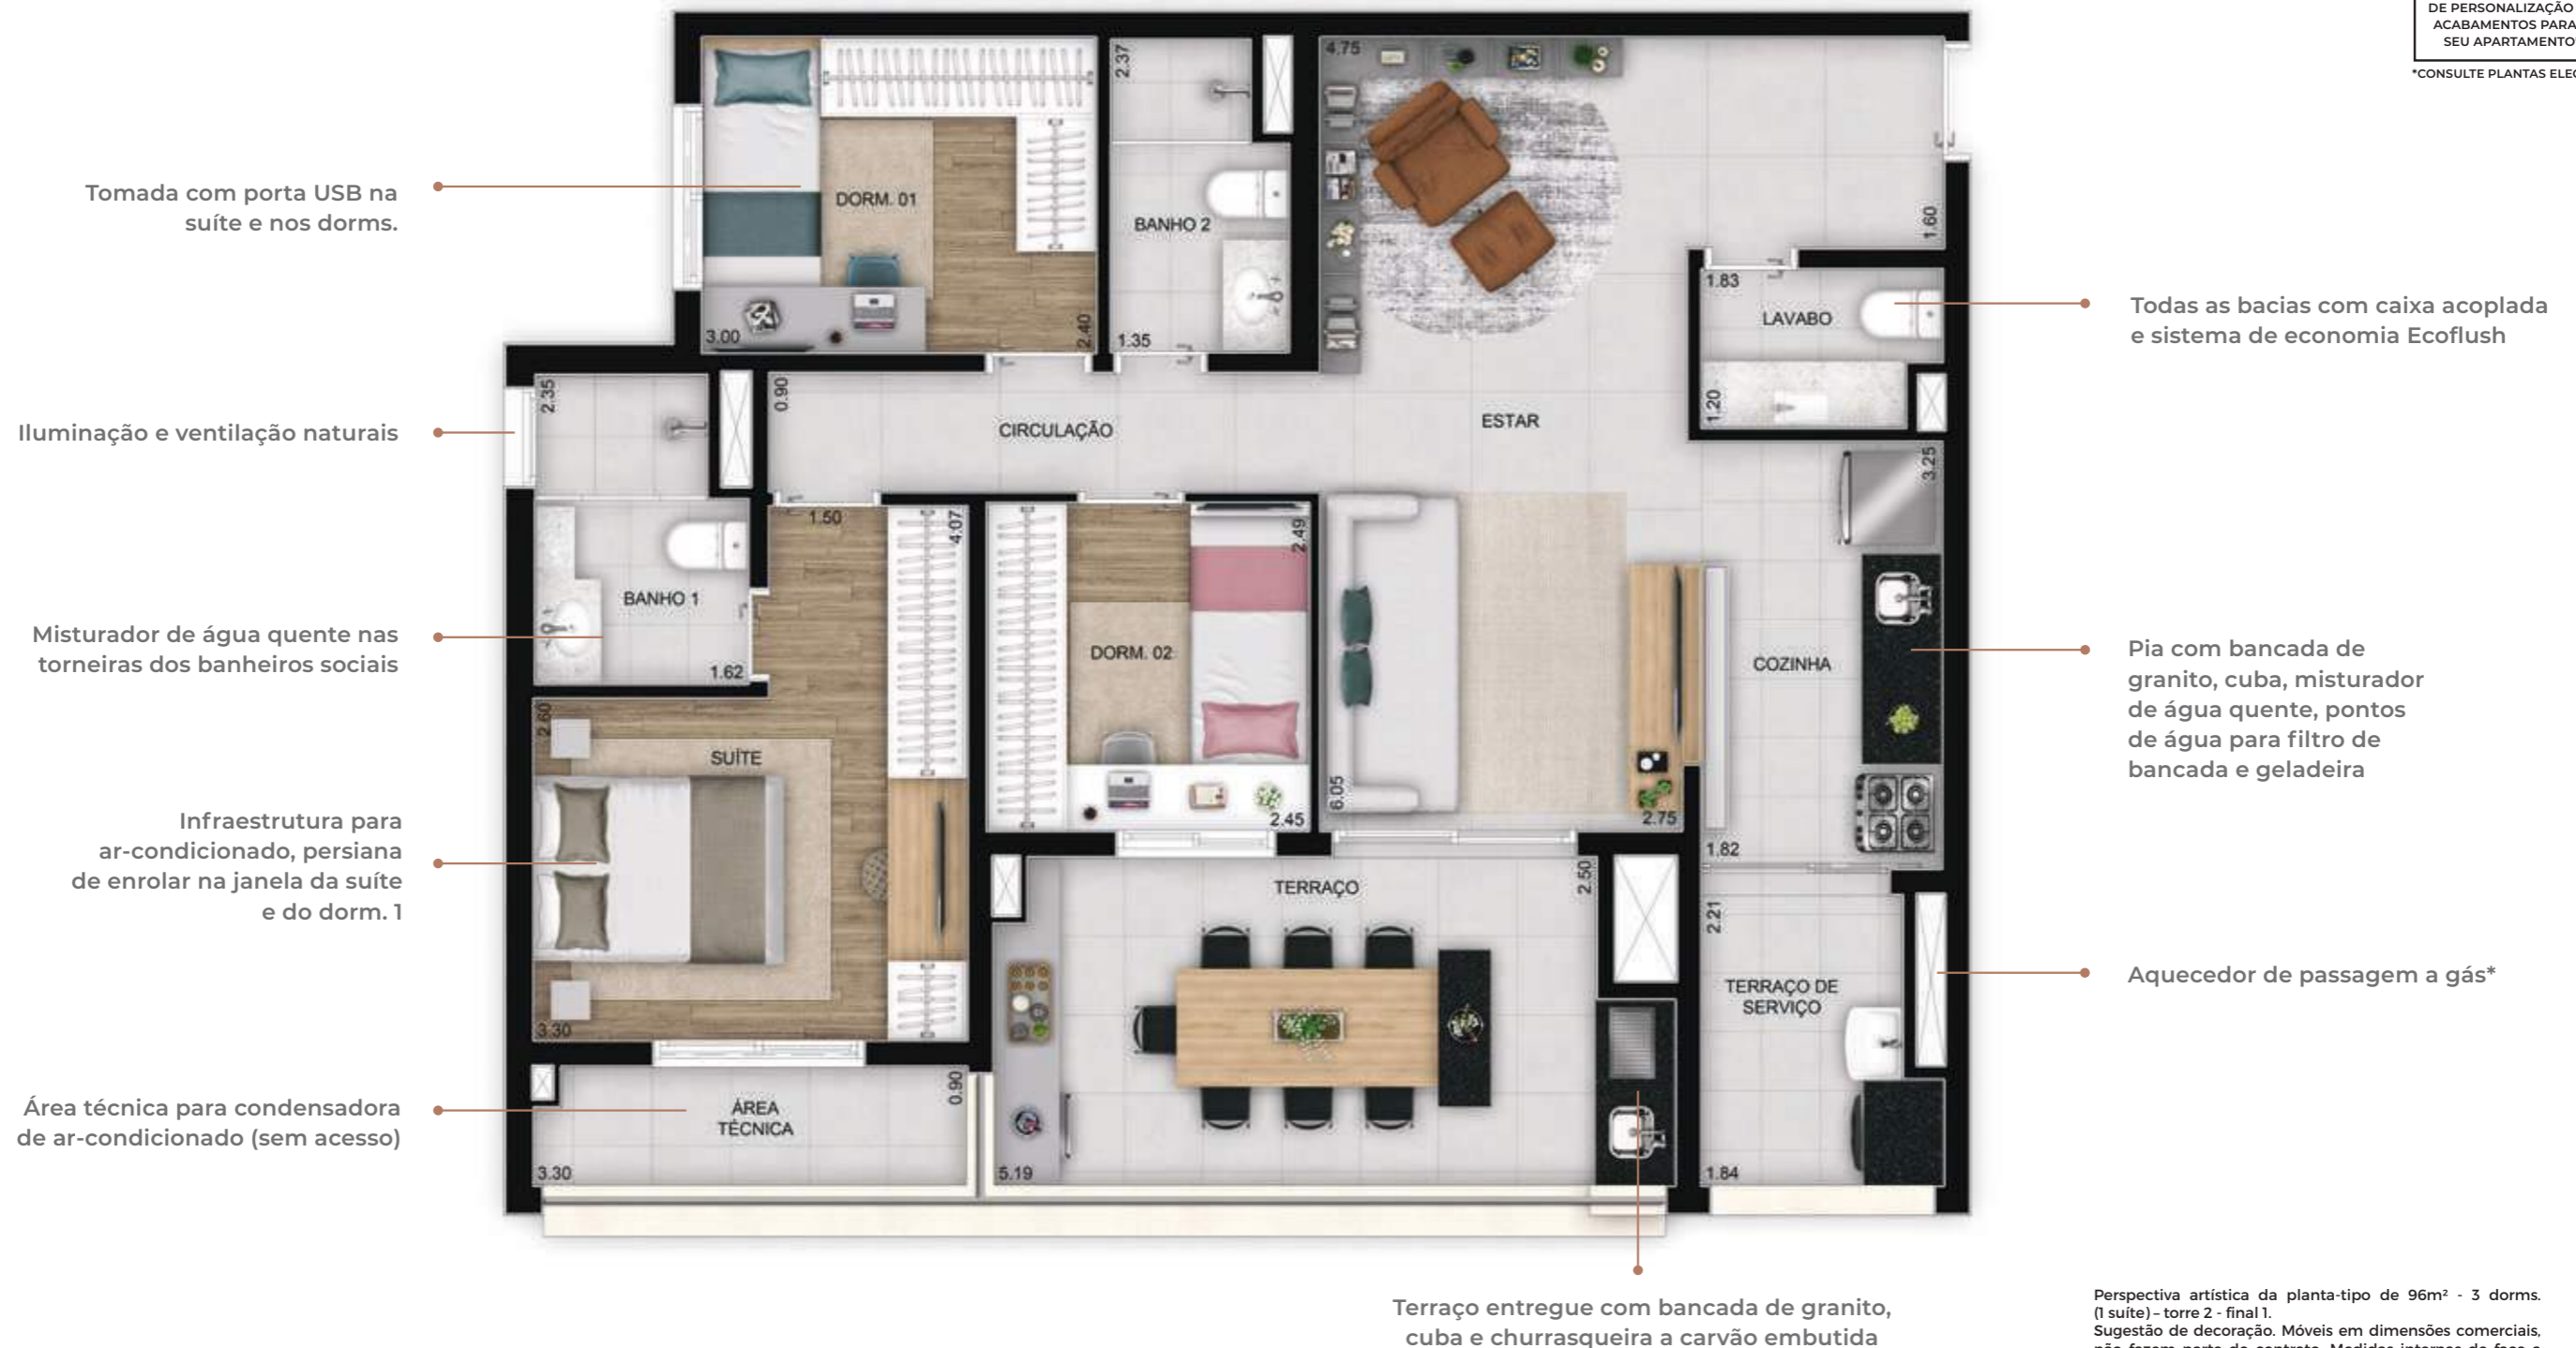 DE PERSONALIZAÇÃO
ACABAMENTOS PARA
SEU APARTAMENTO
*CONSULTE PLANTAS
Tomada com porta USB na
suíte e nos dorms.
Iluminação e ventilação naturais
Misturador de água quente nas
torneiras dos banheiros sociais
Infraestrutura para
ar-condicionado, persiana
de enrolar na janela da suíte
e do dorm. 1
Área técnica para condensadora
de ar-condicionado (sem acesso)
DORM. 01
3.00
2.40
2.37
BANHO 2
1.35
4.75
1.60
1.83
LAVABO
1.20
2.35
0.90
CIRCULAÇÃO
ESTAR
3.25
1.50
4.07
BANHO 1
1.62
2.49
DORM. 02
2.45
COZINHA
2.60
SUÍTE
3.30
6.05
2.75
1.82
TERRAÇO
2.50
2.21
TERRAÇO DE
SERVIÇO
0.90
ÁREA
TÉCNICA
3.30
5.19
1.84
Todas as bacias com caixa acoplada
e sistema de economia Ecoflush
Pia com bancada de
granito, cuba, misturador
de água quente, pontos
de água para filtro de
bancada e geladeira
Aquecedor de passagem a gás*
Terraço entregue com bancada de granito,
cuba e churrasqueira a carvão embutida
Perspectiva artística da planta-tipo de 96m² - 3 dorms.
(1 suíte) – torre 2 - final 1.
Sugestão de decoração. Móveis em dimensões comerciais,